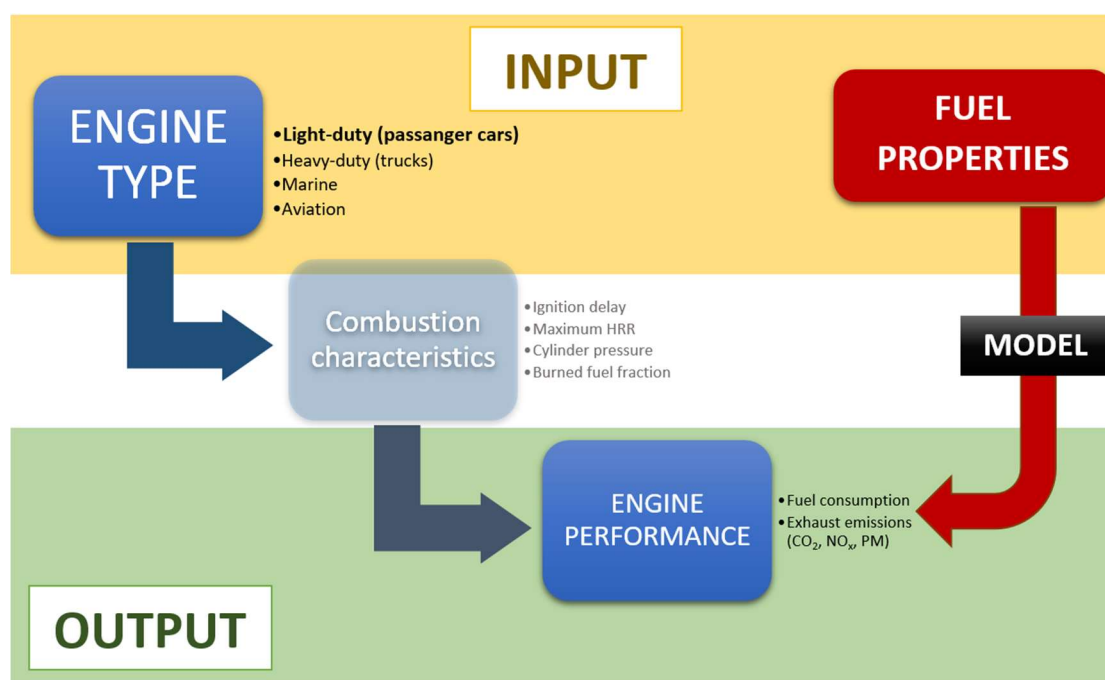 INPUT
ENGINE
TYPE
•Light-duty (passanger cars)
•Heavy-duty (trucks)
•Marine
•Aviation
FUEL
PROPERTIES
Combustion
characteristics
•Ignition delay
•Maximum HRR
•Cylinder pressure
•Burned fuel fraction
MODEL
ENGINE
PERFORMANCE
•Fuel consumption
•Exhaust emissions
(CO₂, NOₓ, PM)
OUTPUT